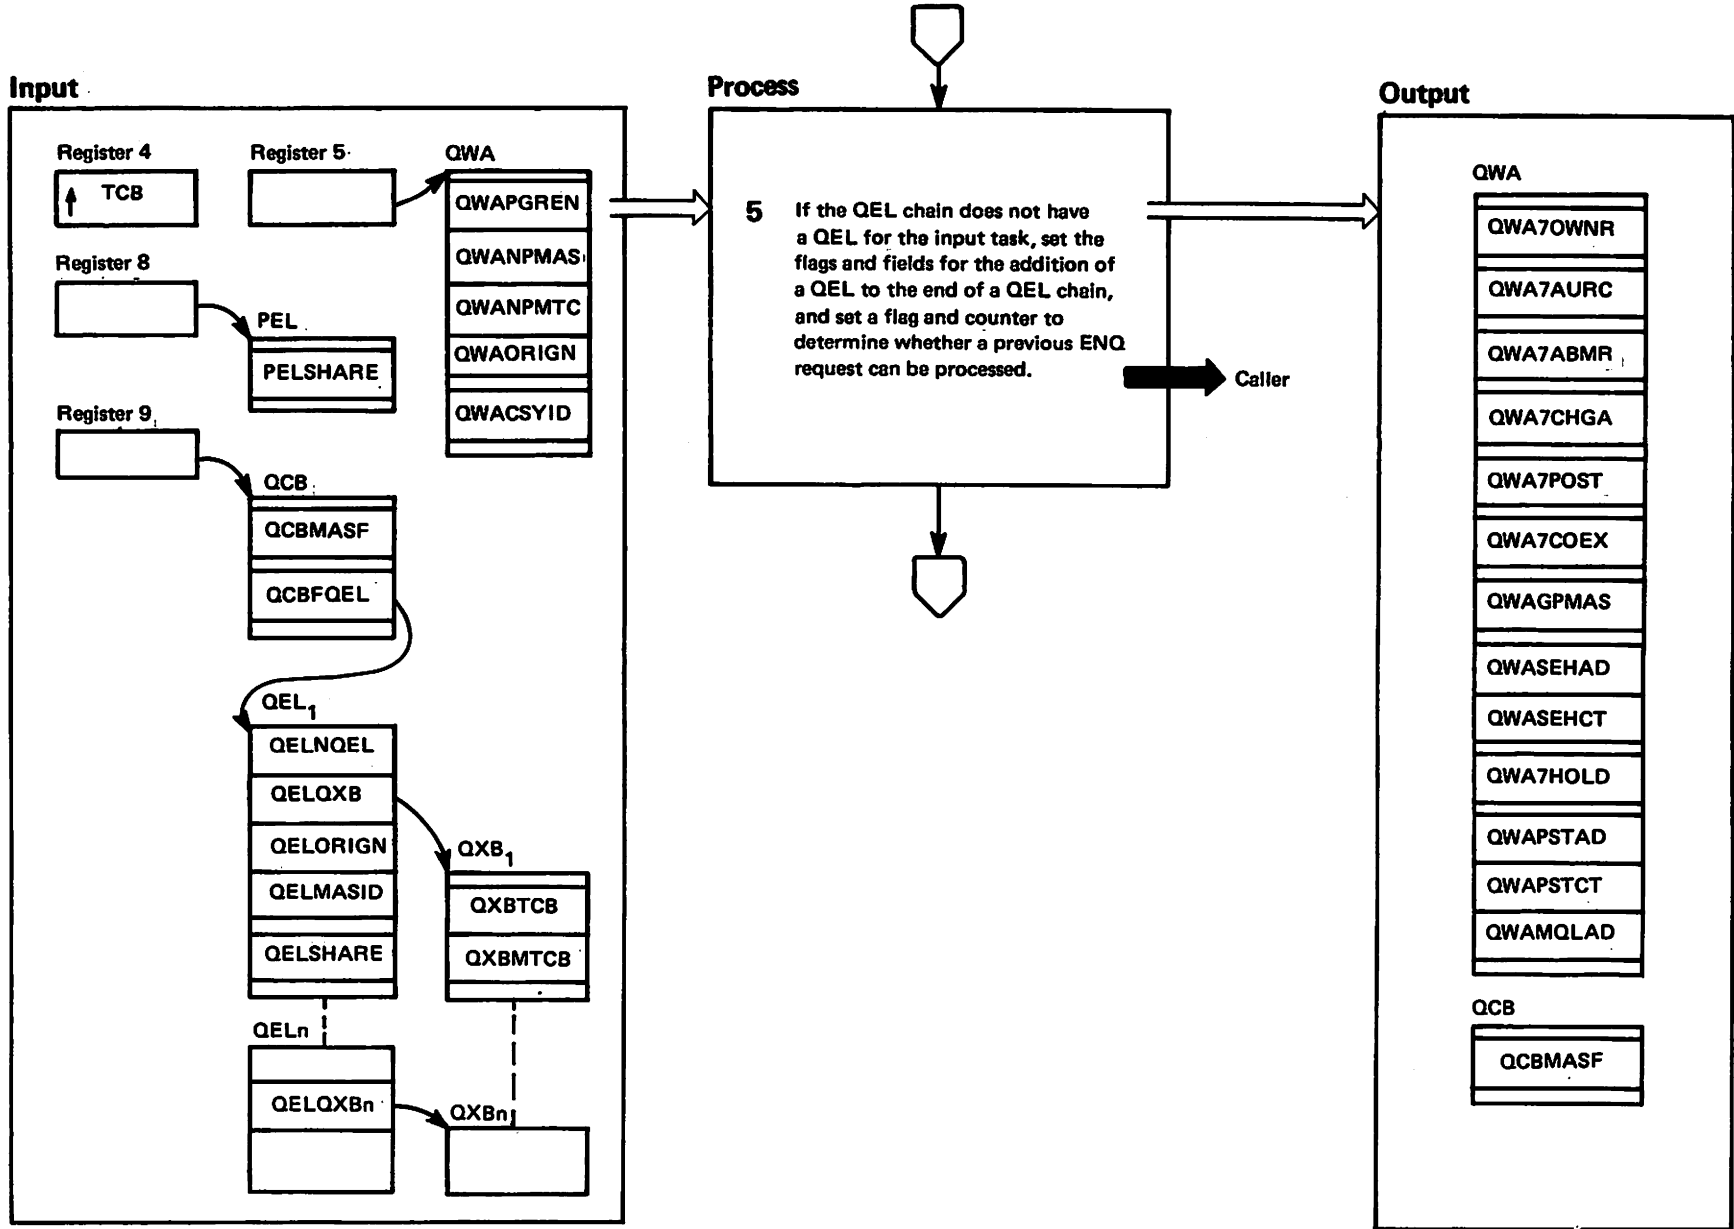 Input
Register 4
TCB
Register 5
QWA
QWAPGREN
QWANPMAS
QWANPMTC
QWAORIGN
QWACSYID
Register 8
PEL
PELSHARE
Register 9
QCB
QCBMASF
QCBFQEL
QEL1
QELNQEL
QELQXB
QELORIGN
QELMASID
QELSHARE
QXB1
QXBTCB
QXBMTCB
QELn
QELQXBn
QXBn
Process
5 If the QEL chain does not have
a QEL for the input task, set the
flags and fields for the addition of
a QEL to the end of a QEL chain,
and set a flag and counter to
determine whether a previous ENQ
request can be processed.
Caller
Output
QWA
QWA7OWNR
QWA7AURC
QWA7ABMR
QWA7CHGA
QWA7POST
QWA7COEX
QWAGPMAS
QWASEHAD
QWASEHCT
QWA7HOLD
QWAPSTAD
QWAPSTCT
QWAMQLAD
QCB
QCBMASF